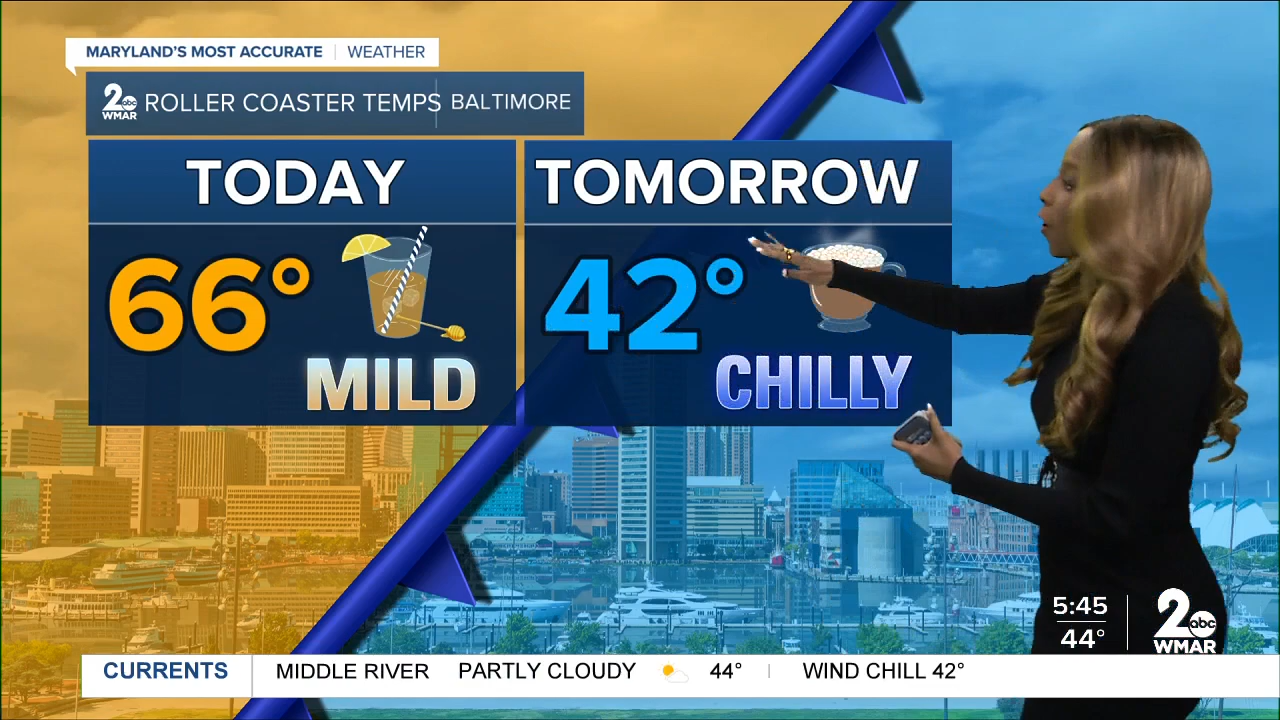 MARYLAND'S MOST ACCURATE | WEATHER
2 abc WMAR ROLLER COASTER TEMPS BALTIMORE
TODAY
66°
MILD
TOMORROW
42°
CHILLY
5:45
44°
2 abc WMAR
CURRENTS MIDDLE RIVER PARTLY CLOUDY 44° | WIND CHILL 42°